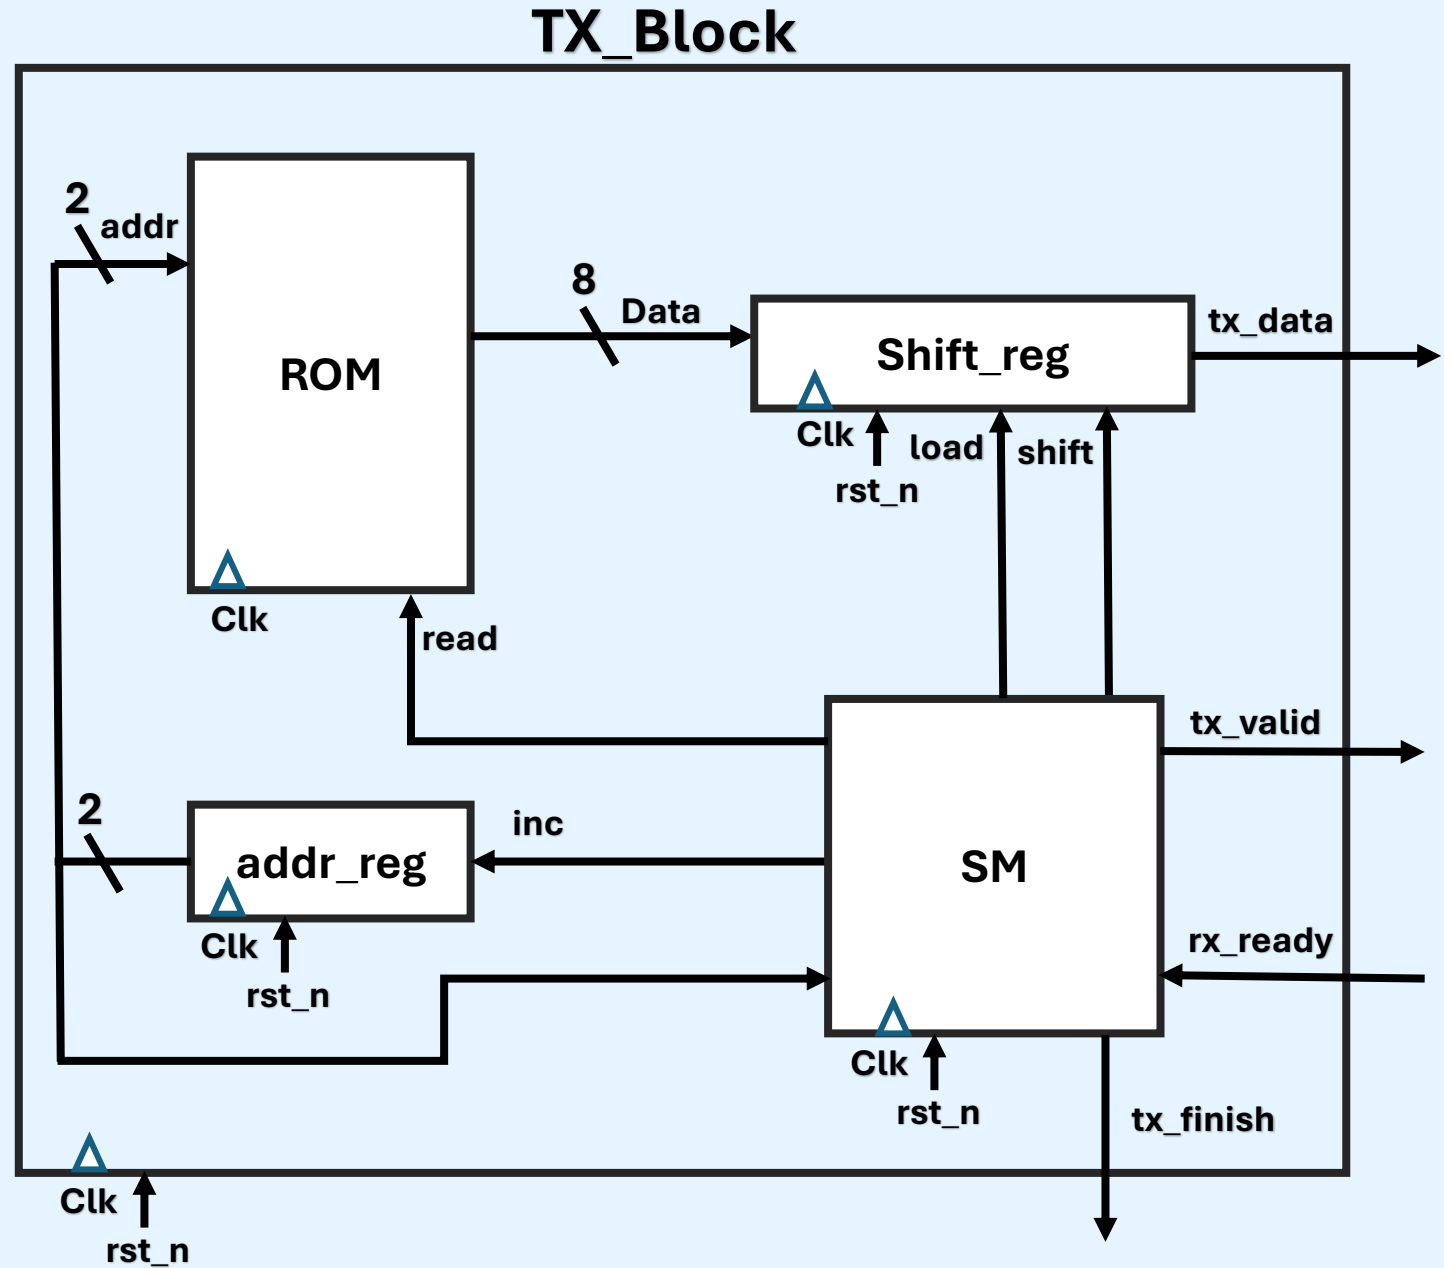 TX_Block
2
addr
ROM
Clk
8
Data
Shift_reg
Clk
rst_n
load
shift
tx_data
read
2
addr_reg
Clk
rst_n
inc
SM
Clk
rst_n
tx_valid
rx_ready
tx_finish
Clk
rst_n